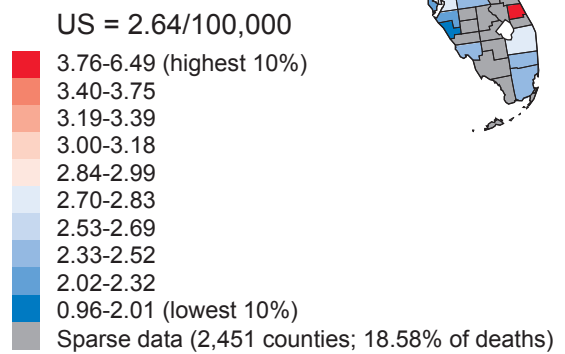 US = 2.64/100,000
3.76-6.49 (highest 10%)
3.40-3.75
3.19-3.39
3.00-3.18
2.84-2.99
2.70-2.83
2.53-2.69
2.33-2.52
2.02-2.32
0.96-2.01 (lowest 10%)
Sparse data (2,451 counties; 18.58% of deaths)